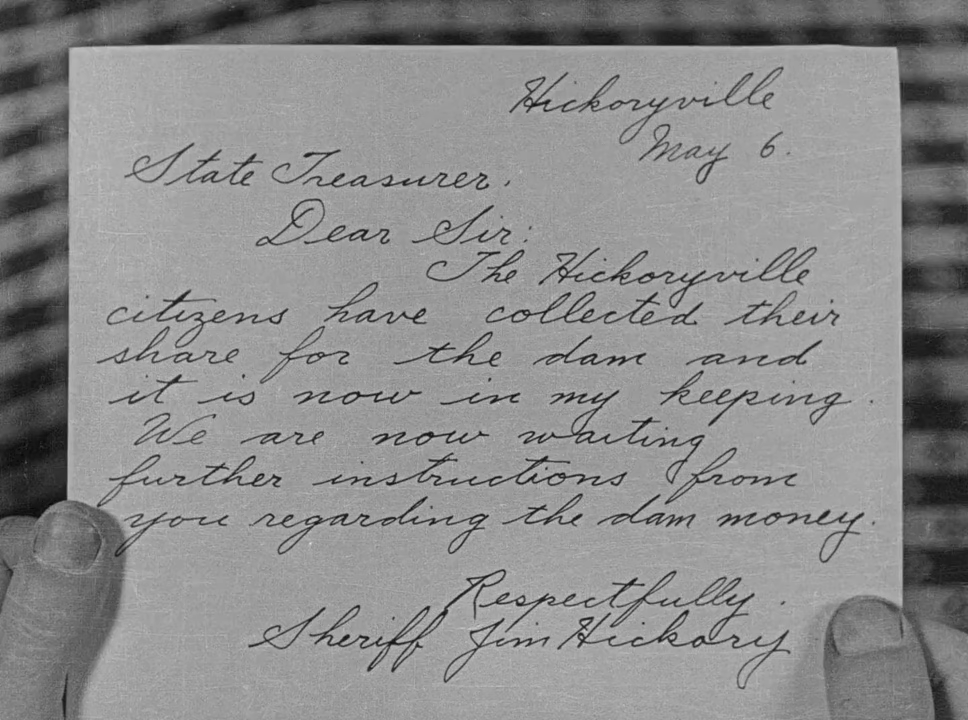 Hickoryville
May 6.
State Treasurer.
Dear Sir:
The Hickoryville
citizens have collected their
share for the dam and
it is now in my keeping.
We are now waiting
further instructions from
you regarding the dam money.
Respectfully.
Sheriff Jim Hickory